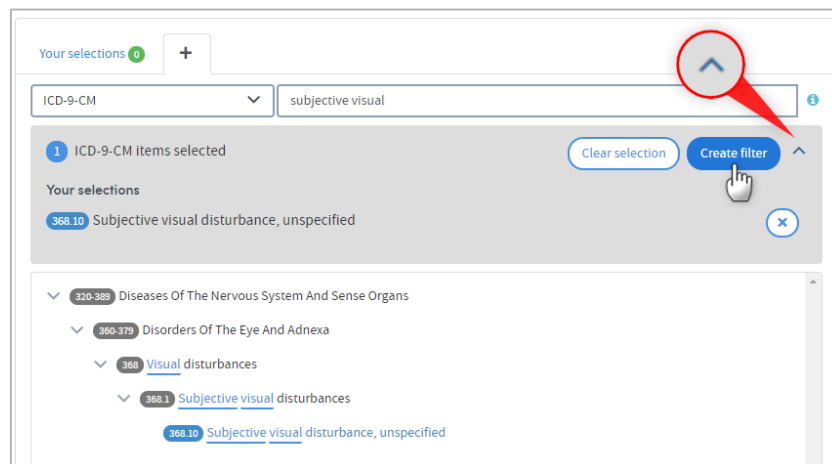 Your selections 0 +
ICD-9-CM subjective visual
1 ICD-9-CM items selected Clear selection Create filter
Your selections
368.10 Subjective visual disturbance, unspecified
320-389 Diseases Of The Nervous System And Sense Organs
360-379 Disorders Of The Eye And Adnexa
368 Visual disturbances
368.1 Subjective visual disturbances
368.10 Subjective visual disturbance, unspecified